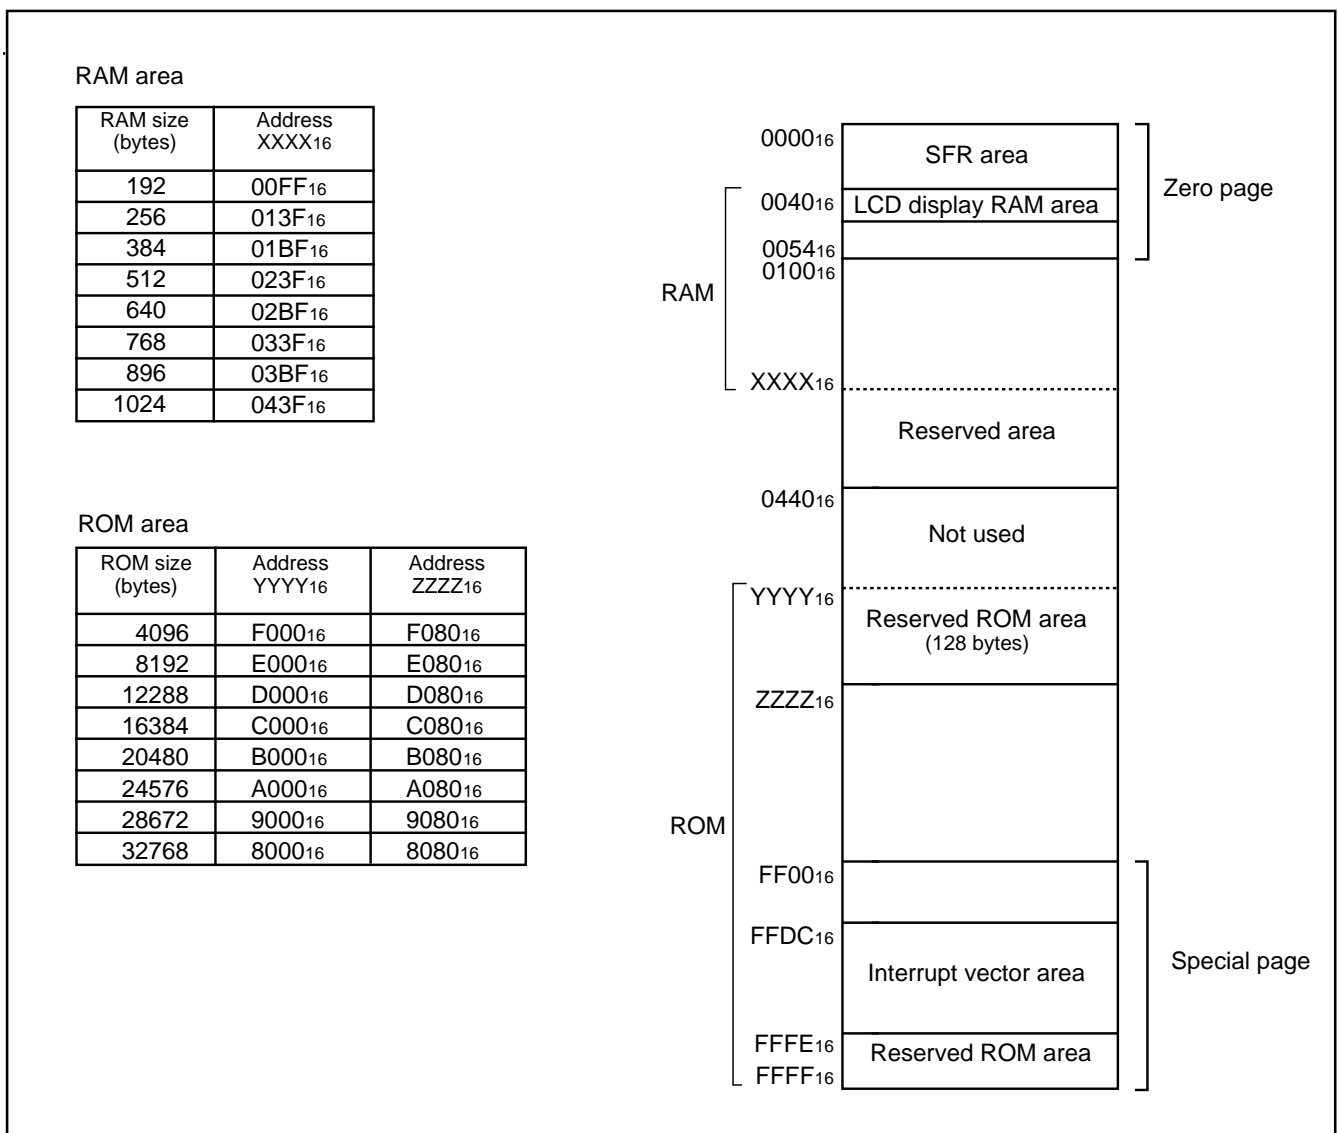 RAM area
RAM size
(bytes)
Address
XXXX16
192 00FF16
256 013F16
384 01BF16
512 023F16
640 02BF16
768 033F16
896 03BF16
1024 043F16
ROM area
ROM size
(bytes)
Address
YYYY16
Address
ZZZZ16
4096 F00016 F08016
8192 E00016 E08016
12288 D00016 D08016
16384 C00016 C08016
20480 B00016 B08016
24576 A00016 A08016
28672 900016 908016
32768 800016 808016
000016
SFR area
Zero page
004016
LCD display RAM area
005416
010016
RAM
XXXX16
Reserved area
044016
Not used
YYYY16
Reserved ROM area
(128 bytes)
ZZZZ16
ROM
FF0016
FFDC16
Interrupt vector area
Special page
FFFE16
Reserved ROM area
FFFF16